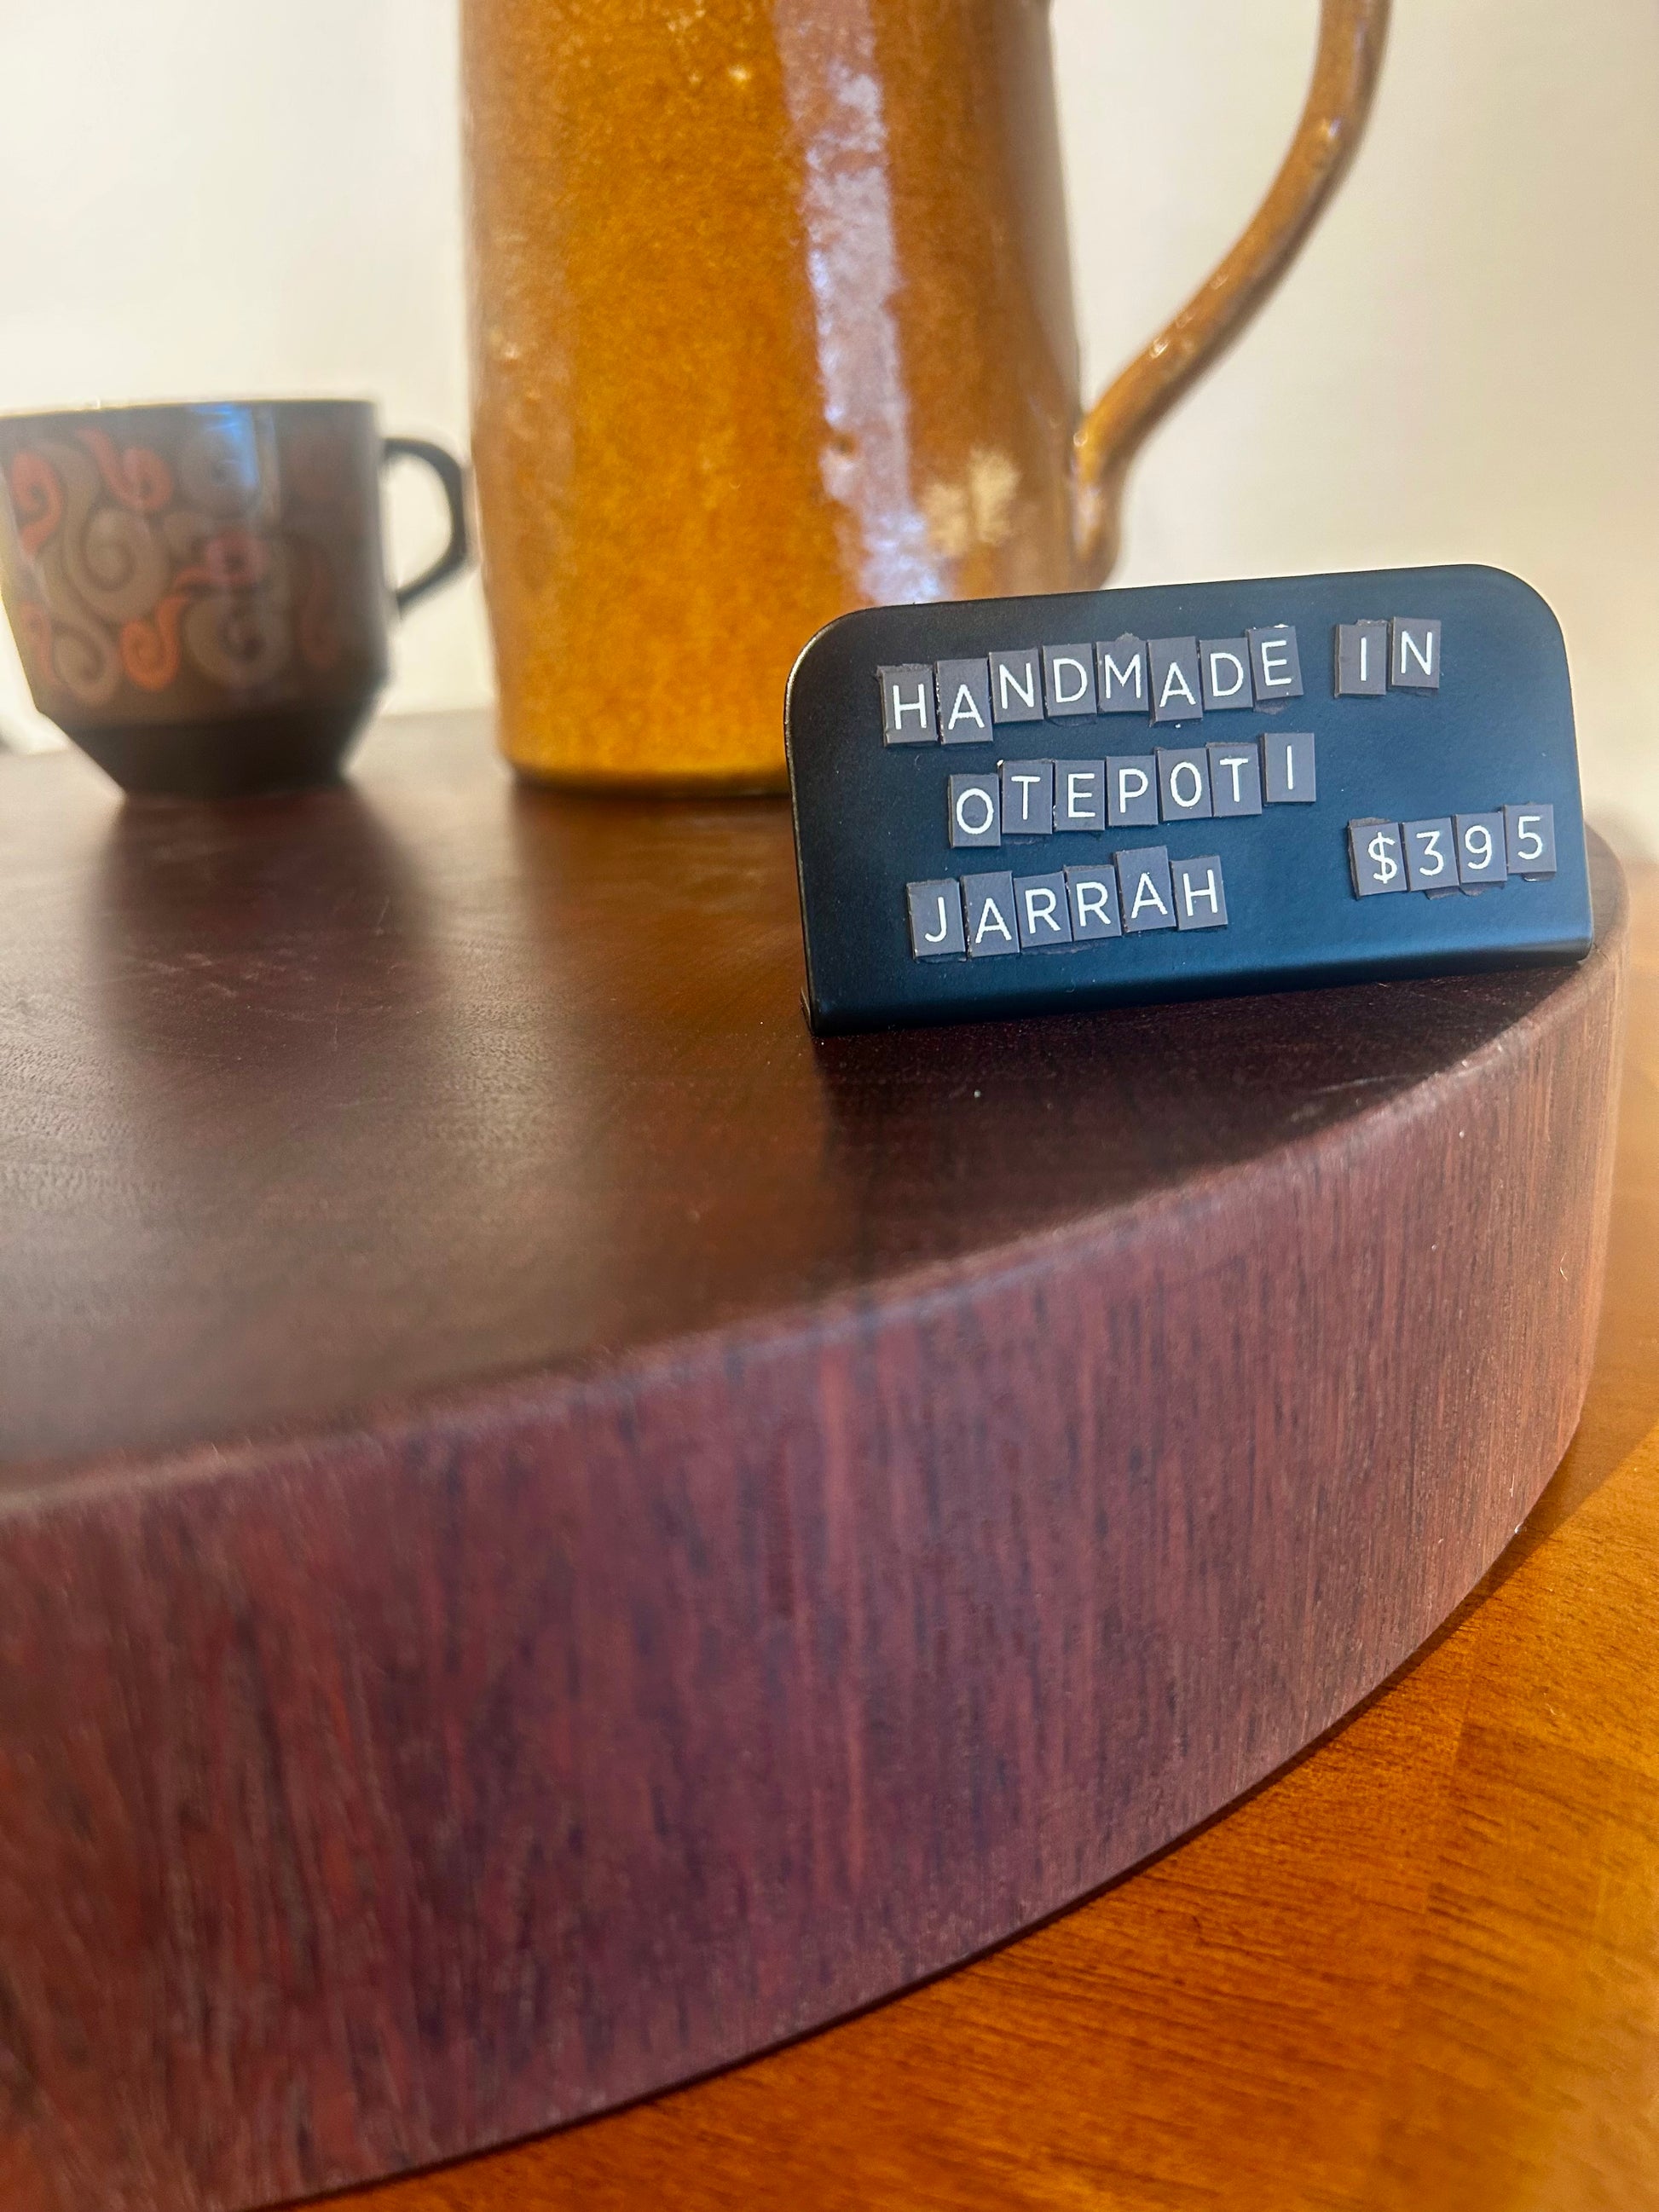 HANDMADE IN
OTEPOTI
JARRAH $395